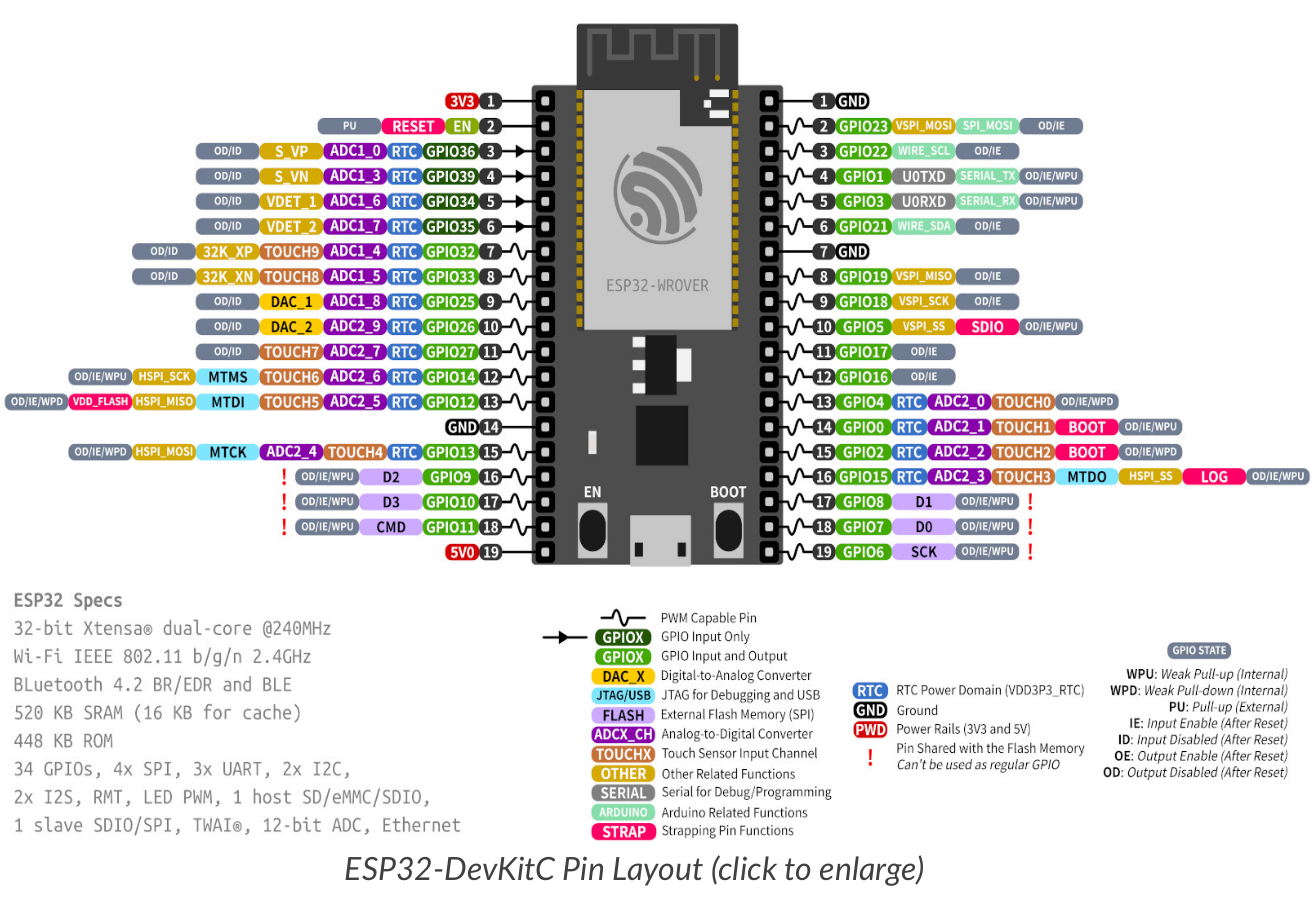 3V3 1
PU RESET EN 2
OD/ID S_VP ADC1_0 RTC GPIO36 3
OD/ID S_VN ADC1_3 RTC GPIO39 4
OD/ID VDET_1 ADC1_6 RTC GPIO34 5
OD/ID VDET_2 ADC1_7 RTC GPIO35 6
OD/ID 32K_XP TOUCH9 ADC1_4 RTC GPIO32 7
OD/ID 32K_XN TOUCH8 ADC1_5 RTC GPIO33 8
OD/ID DAC_1 ADC1_8 RTC GPIO25 9
OD/ID DAC_2 ADC2_9 RTC GPIO26 10
OD/ID TOUCH7 ADC2_7 RTC GPIO27 11
OD/IE/WPU HSPI_SCK MTMS TOUCH6 ADC2_6 RTC GPIO14 12
OD/IE/WPD VDD_FLASH HSPI_MISO MTDI TOUCH5 ADC2_5 RTC GPIO12 13
GND 14
OD/IE/WPD HSPI_MOSI MTCK ADC2_4 TOUCH4 RTC GPIO13 15
! OD/IE/WPU D2 GPIO9 16
! OD/IE/WPU D3 GPIO10 17
! OD/IE/WPU CMD GPIO11 18
5V0 19
ESP32-WROVER
EN BOOT
1 GND
2 GPIO23 VSPI_MOSI SPI_MOSI OD/IE
3 GPIO22 WIRE_SCL OD/IE
4 GPIO1 U0TXD SERIAL_TX OD/IE/WPU
5 GPIO3 U0RXD SERIAL_RX OD/IE/WPU
6 GPIO21 WIRE_SDA OD/IE
7 GND
8 GPIO19 VSPI_MISO OD/IE
9 GPIO18 VSPI_SCK OD/IE
10 GPIO5 VSPI_SS SDIO OD/IE/WPU
11 GPIO17 OD/IE
12 GPIO16 OD/IE
13 GPIO4 RTC ADC2_0 TOUCH0 OD/IE/WPD
14 GPIO0 RTC ADC2_1 TOUCH1 BOOT OD/IE/WPU
15 GPIO2 RTC ADC2_2 TOUCH2 BOOT OD/IE/WPD
16 GPIO15 RTC ADC2_3 TOUCH3 MTDO HSPI_SS LOG OD/IE/WPU
17 GPIO8 D1 OD/IE/WPU !
18 GPIO7 D0 OD/IE/WPU !
19 GPIO6 SCK OD/IE/WPU !
ESP32 Specs
32-bit Xtensa® dual-core @240MHz
Wi-Fi IEEE 802.11 b/g/n 2.4GHz
BLuetooth 4.2 BR/EDR and BLE
520 KB SRAM (16 KB for cache)
448 KB ROM
34 GPIOs, 4x SPI, 3x UART, 2x I2C,
2x I2S, RMT, LED PWM, 1 host SD/eMMC/SDIO,
1 slave SDIO/SPI, TWAI®, 12-bit ADC, Ethernet
PWM Capable Pin
GPIOX GPIO Input Only
GPIOX GPIO Input and Output
DAC_X Digital-to-Analog Converter
JTAG/USB JTAG for Debugging and USB
FLASH External Flash Memory (SPI)
ADCX_CH Analog-to-Digital Converter
TOUCHX Touch Sensor Input Channel
OTHER Other Related Functions
SERIAL Serial for Debug/Programming
ARDUINO Arduino Related Functions
STRAP Strapping Pin Functions
RTC RTC Power Domain (VDD3P3_RTC)
GND Ground
PWD Power Rails (3V3 and 5V)
! Pin Shared with the Flash Memory
Can't be used as regular GPIO
GPIO STATE
WPU: Weak Pull-up (Internal)
WPD: Weak Pull-down (Internal)
PU: Pull-up (External)
IE: Input Enable (After Reset)
ID: Input Disabled (After Reset)
OE: Output Enable (After Reset)
OD: Output Disabled (After Reset)
ESP32-DevKitC Pin Layout (click to enlarge)